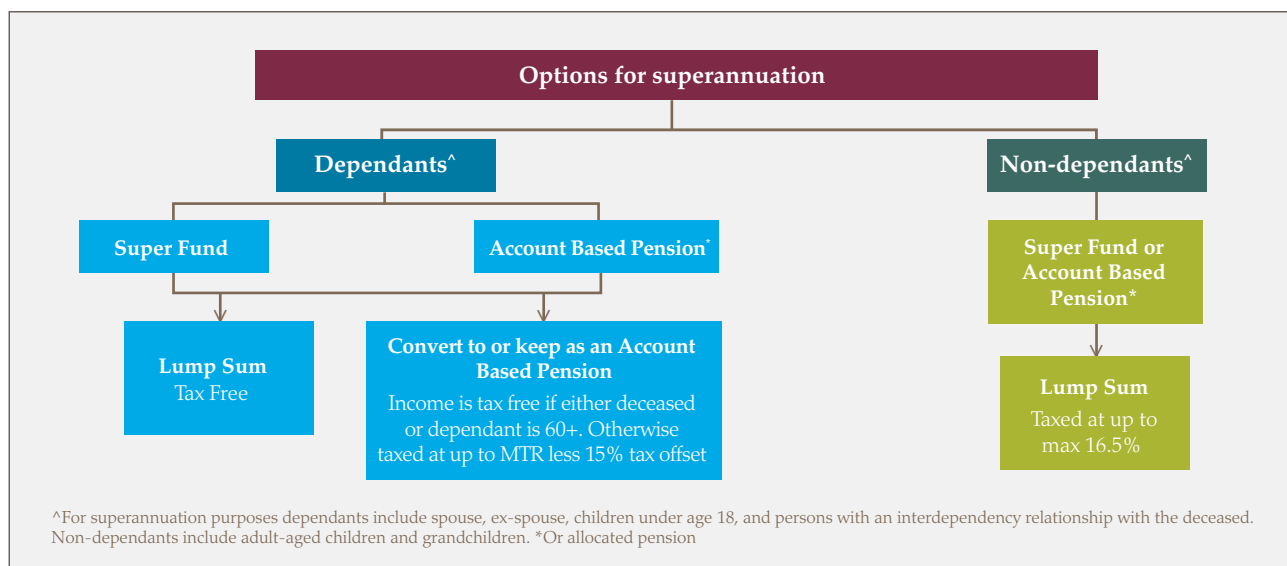 Options for superannuation
Dependants^
Non-dependants^
Super Fund
Account Based Pension*
Super Fund or
Account Based
Pension*
Lump Sum
Tax Free
Convert to or keep as an Account
Based Pension
Income is tax free if either deceased
or dependant is 60+. Otherwise
taxed at up to MTR less 15% tax offset
Lump Sum
Taxed at up to
max 16.5%
^For superannuation purposes dependants include spouse, ex-spouse, children under age 18, and persons with an interdependency relationship with the deceased.
Non-dependants include adult-aged children and grandchildren. *Or allocated pension